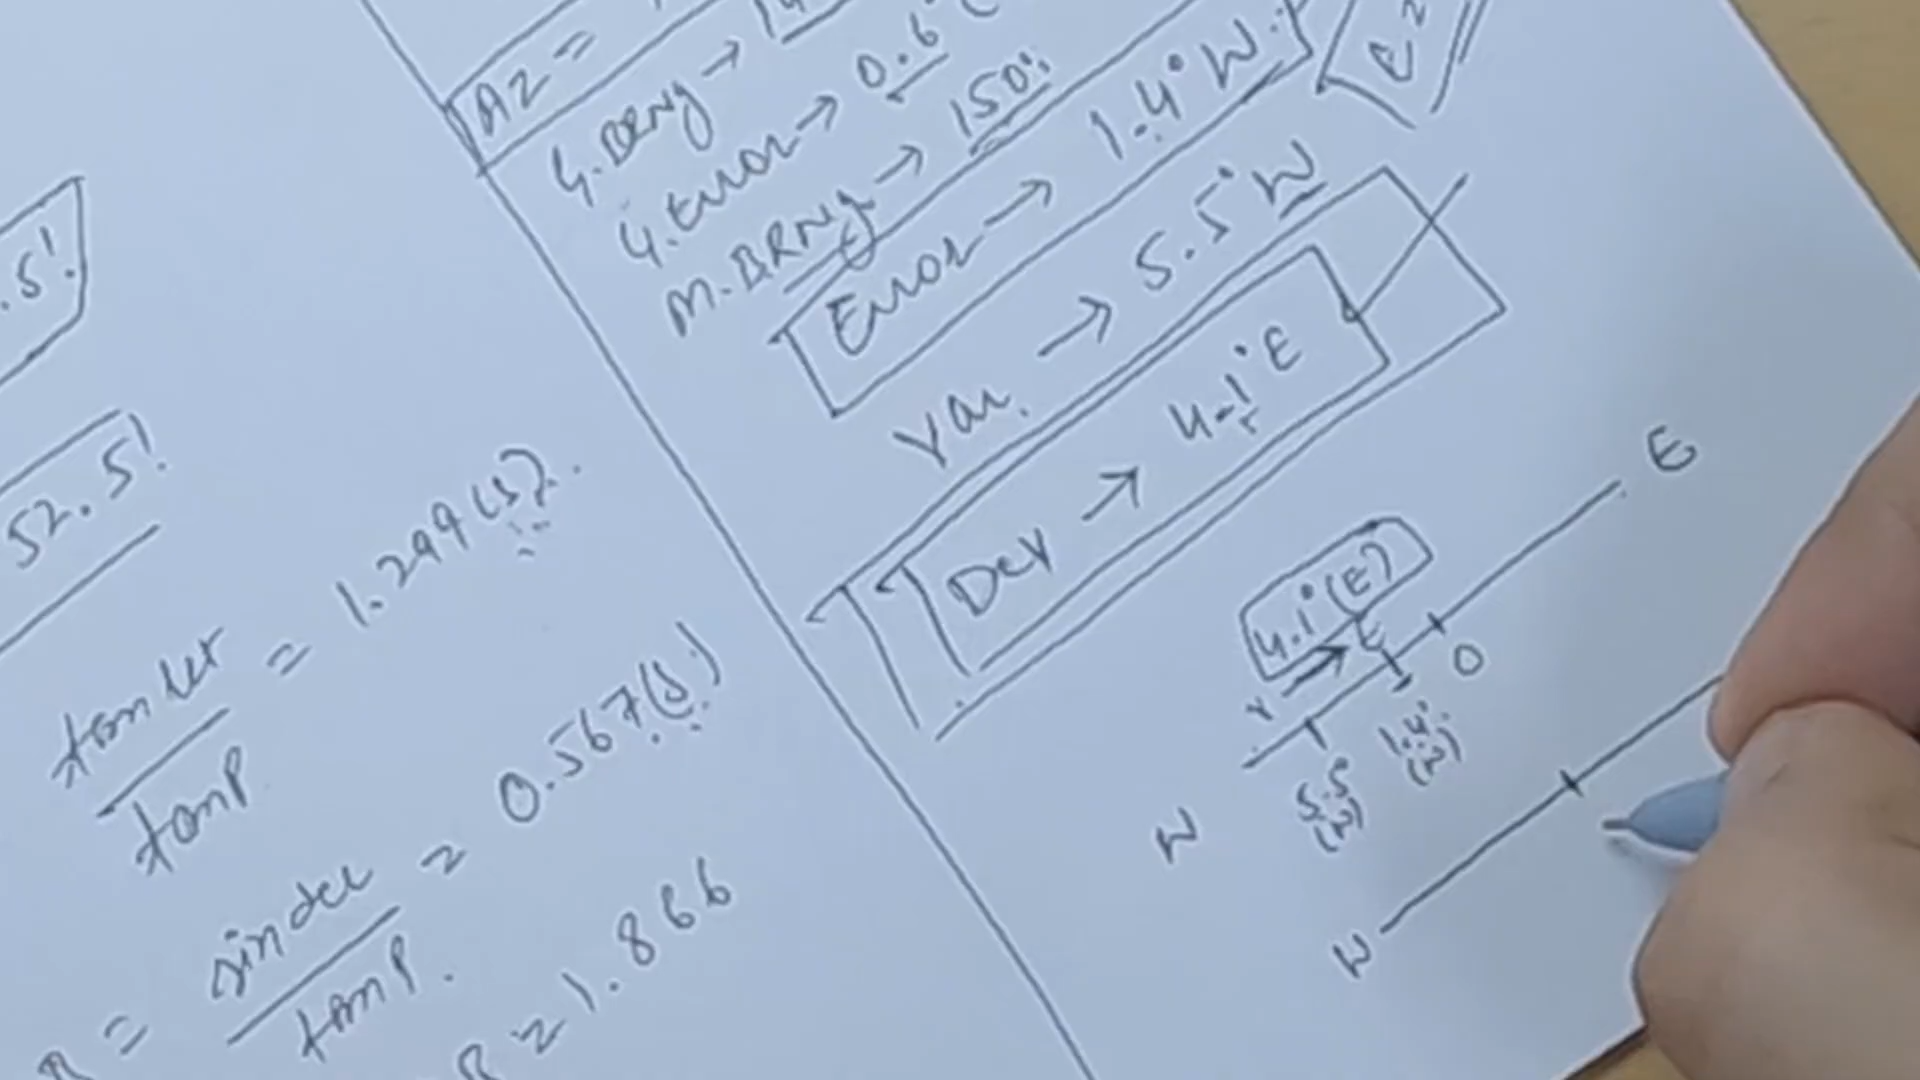 .5'.
52.5'.
tan lat
tan P
= 1.299 (S).
= sin dec
tan P.
= 0.567 (S)
= 1.866
AZ =
G.BRNG →
G.Error → 0.6°
M.BRNG → 150°.
Error → 1.4° W.
Var. → 5.5° W
Dev → 4.1° E
E
4.1° (E)
V
E
O
1.4°
5.5
W
W